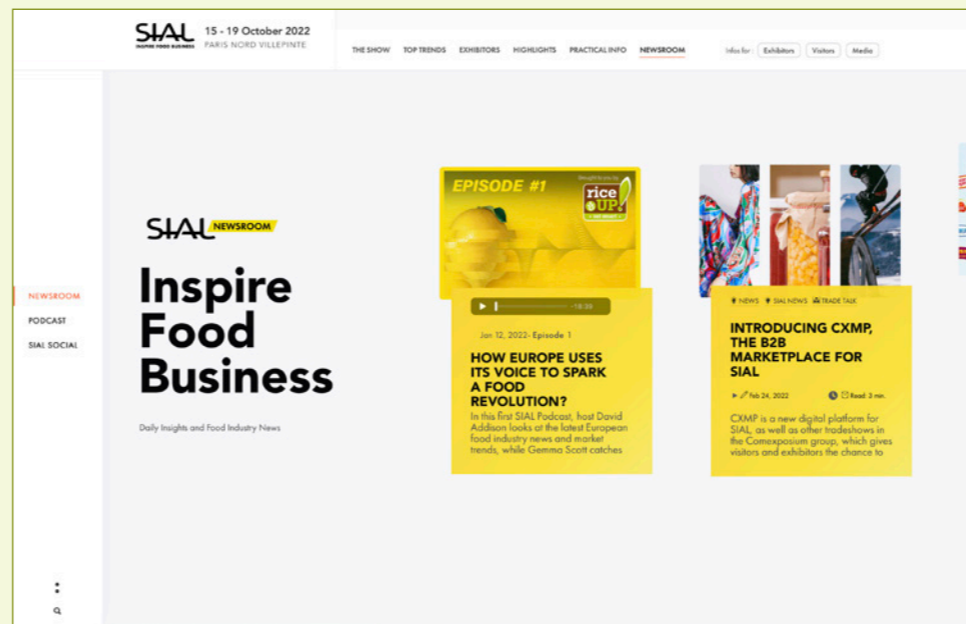 SIAL
INSPIRE FOOD BUSINESS
15 - 19 October 2022
PARIS NORD VILLEPINTE
THE SHOW TOP TRENDS EXHIBITORS HIGHLIGHTS PRACTICAL INFO NEWSROOM
Infos for : Exhibitors Visitors Media
NEWSROOM
PODCAST
SIAL SOCIAL
SIAL NEWSROOM
Inspire
Food
Business
Daily Insights and Food Industry News
EPISODE #1
Brought to you by
rice
UP!
-18:30
Jan 12, 2022- Episode 1
HOW EUROPE USES
ITS VOICE TO SPARK
A FOOD
REVOLUTION?
In this first SIAL Podcast, host David
Addison looks at the latest European
food industry news and market
trends, while Gemma Scott catches
NEWS SIAL NEWS TRADE TALK
INTRODUCING CXMP,
THE B2B
MARKETPLACE FOR
SIAL
Feb 24, 2022 Read: 3 min.
CXMP is a new digital platform for
SIAL, as well as other tradeshows in
the Comexposium group, which gives
visitors and exhibitors the chance to